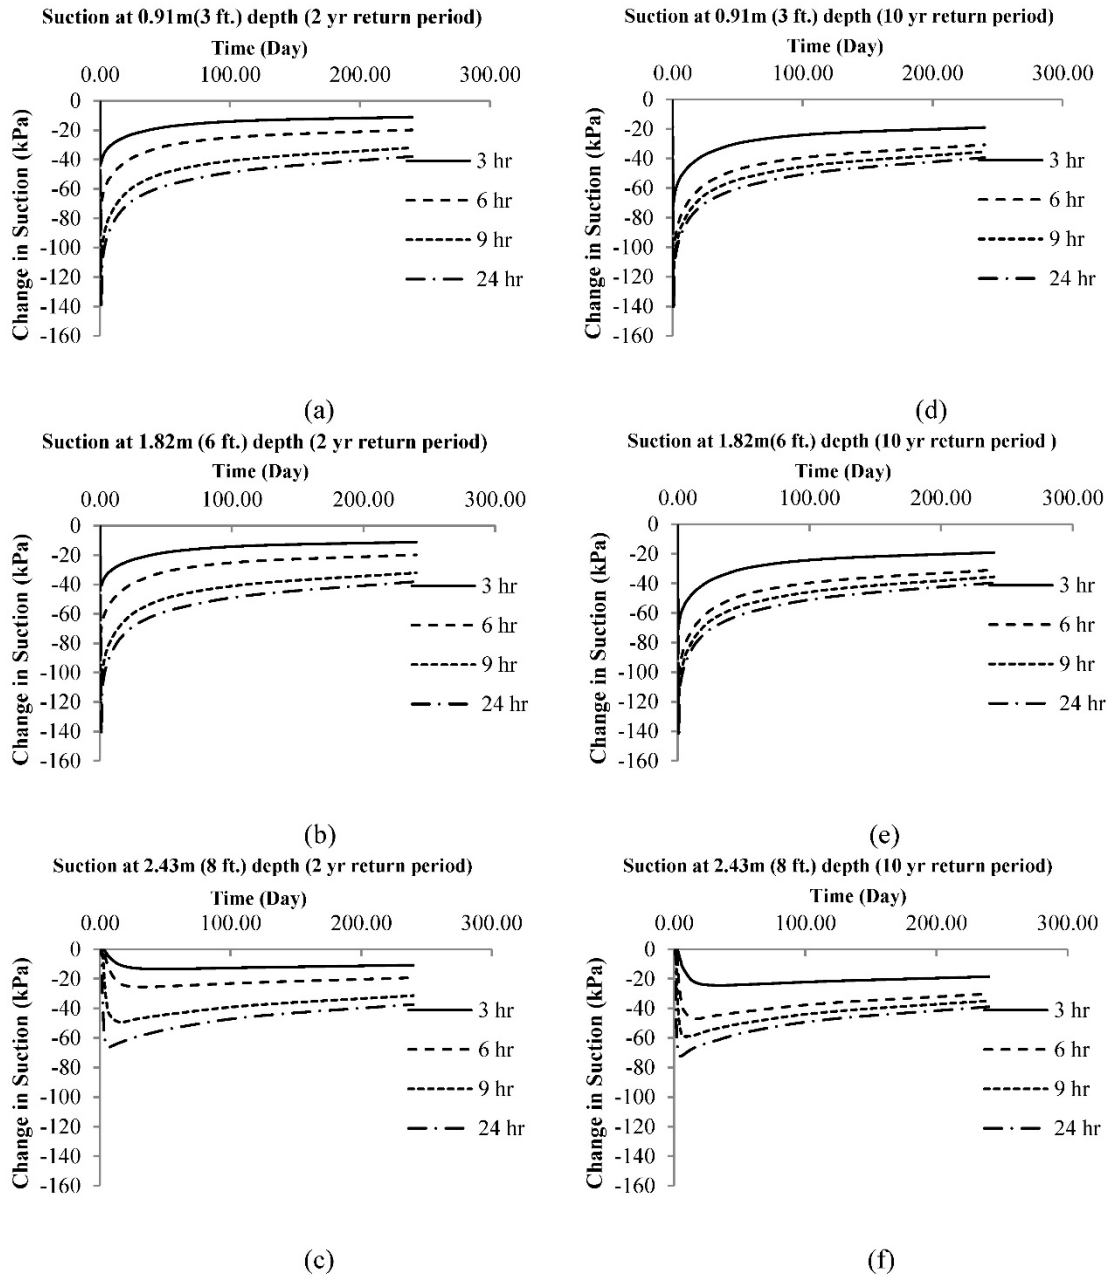 Suction at 0.91m(3 ft.) depth (2 yr return period)
Time (Day)
0.00 100.00 200.00 300.00
Change in Suction (kPa)
0
-20
-40
-60
-80
-100
-120
-140
-160
3 hr
6 hr
9 hr
24 hr
(a)
Suction at 0.91m (3 ft.) depth (10 yr return period)
Time (Day)
0.00 100.00 200.00 300.00
Change in Suction (kPa)
0
-20
-40
-60
-80
-100
-120
-140
-160
3 hr
6 hr
9 hr
24 hr
(d)
Suction at 1.82m (6 ft.) depth (2 yr return period)
Time (Day)
0.00 100.00 200.00 300.00
Change in Suction (kPa)
0
-20
-40
-60
-80
-100
-120
-140
-160
3 hr
6 hr
9 hr
24 hr
(b)
Suction at 1.82m(6 ft.) depth (10 yr return period )
Time (Day)
0.00 100.00 200.00 300.00
Change in Suction (kPa)
0
-20
-40
-60
-80
-100
-120
-140
-160
3 hr
6 hr
9 hr
24 hr
(e)
Suction at 2.43m (8 ft.) depth (2 yr return period)
Time (Day)
0.00 100.00 200.00 300.00
Change in Suction (kPa)
0
-20
-40
-60
-80
-100
-120
-140
-160
3 hr
6 hr
9 hr
24 hr
(c)
Suction at 2.43m (8 ft.) depth (10 yr return period)
Time (Day)
0.00 100.00 200.00 300.00
Change in Suction (kPa)
0
-20
-40
-60
-80
-100
-120
-140
-160
3 hr
6 hr
9 hr
24 hr
(f)